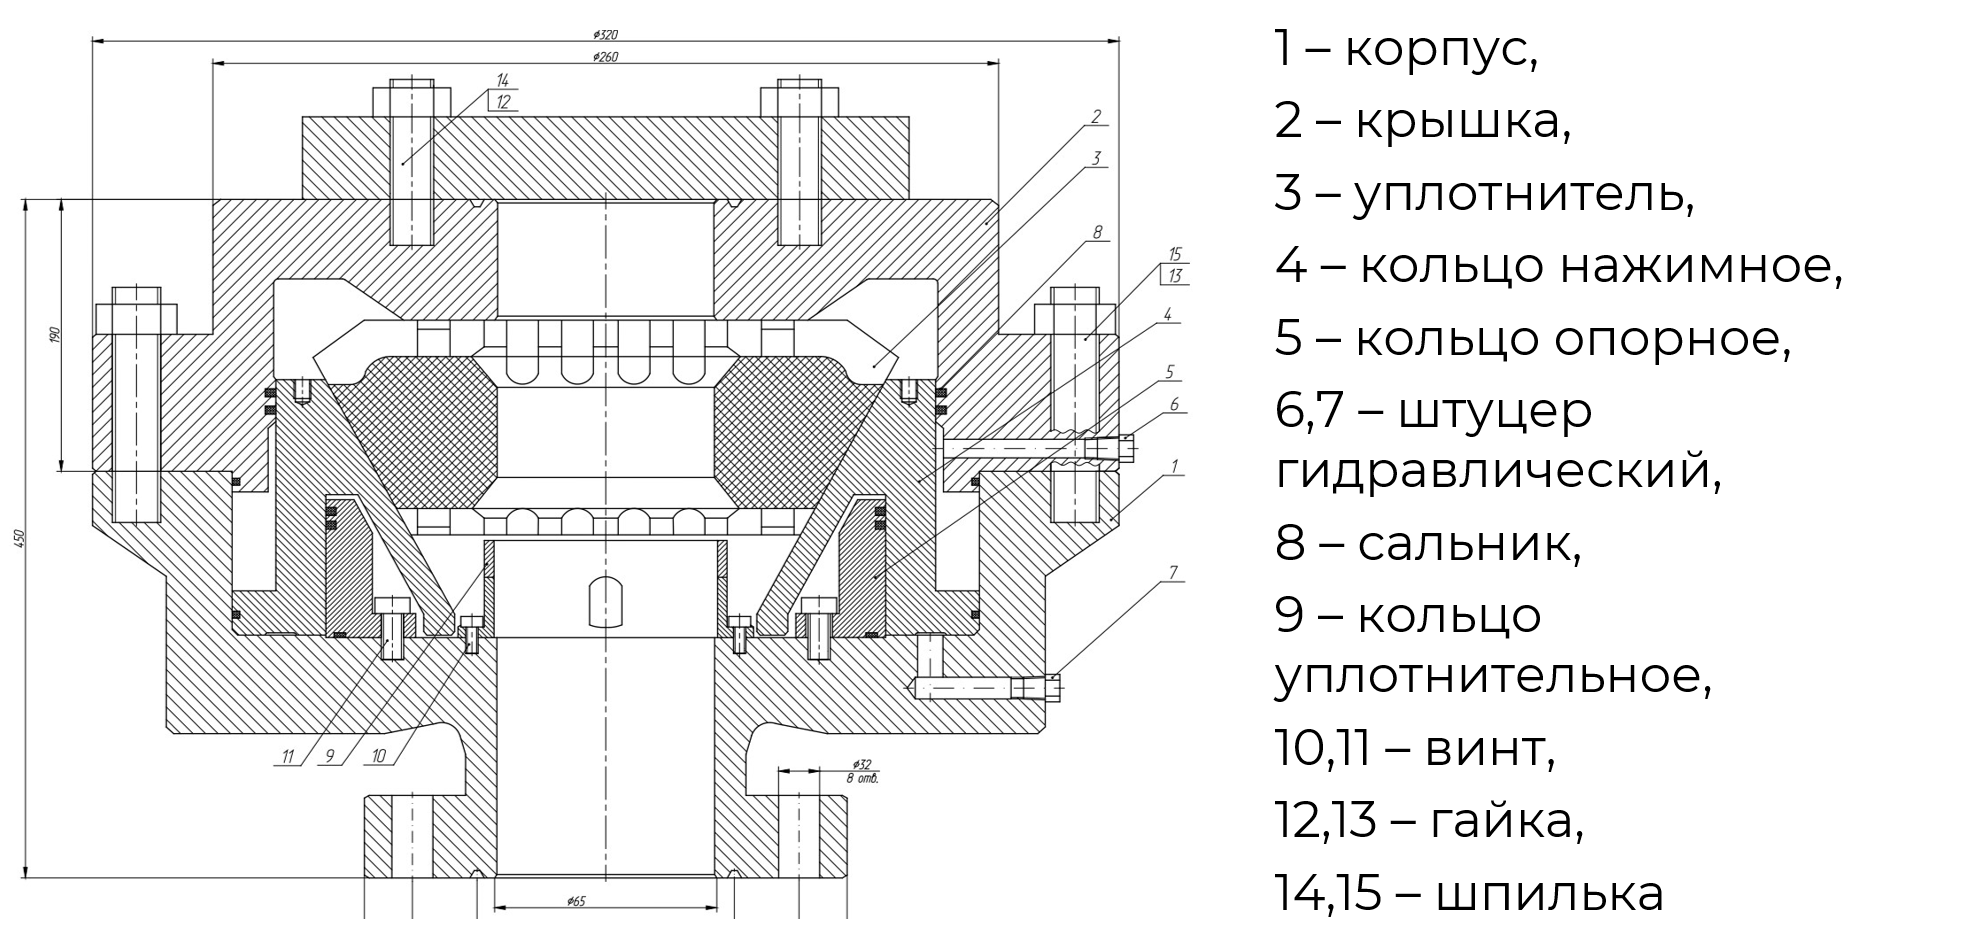 ϕ320
ϕ260
14
12
2
3
8
15
13
4
5
6
1
7
190
450
11
9
10
ϕ32
8 отв.
ϕ65
1 – корпус,
2 – крышка,
3 – уплотнитель,
4 – кольцо нажимное,
5 – кольцо опорное,
6,7 – штуцер
гидравлический,
8 – сальник,
9 – кольцо
уплотнительное,
10,11 – винт,
12,13 – гайка,
14,15 – шпилька